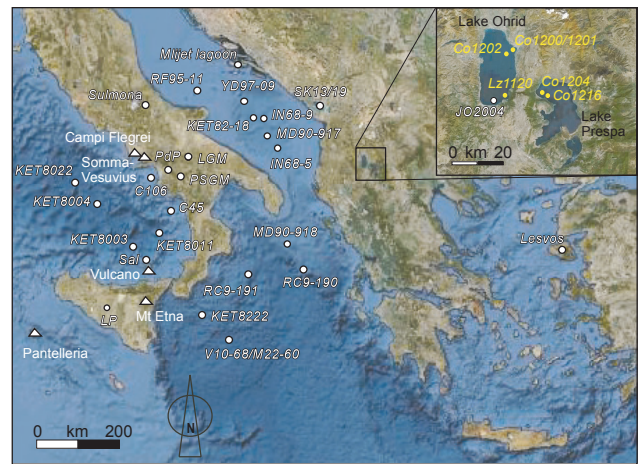 Lake Ohrid
Co1202
Co1200/1201
Lz1120
Co1204
Co1216
JO2004
Lake
Prespa
0 km 20
Mljet lagoon
RF95-11
YD97-09
SK13/19
Sulmona
IN68-9
KET82-18
MD90-917
Campi Flegrei
IN68-5
PdP
LGM
Somma-
Vesuvius
KET8022
PSGM
C106
KET8004
C45
KET8003
KET8011
MD90-918
Lesvos
Sal
Vulcano
RC9-191
RC9-190
LP
Mt Etna
KET8222
Pantelleria
V10-68/M22-60
N
0 km 200